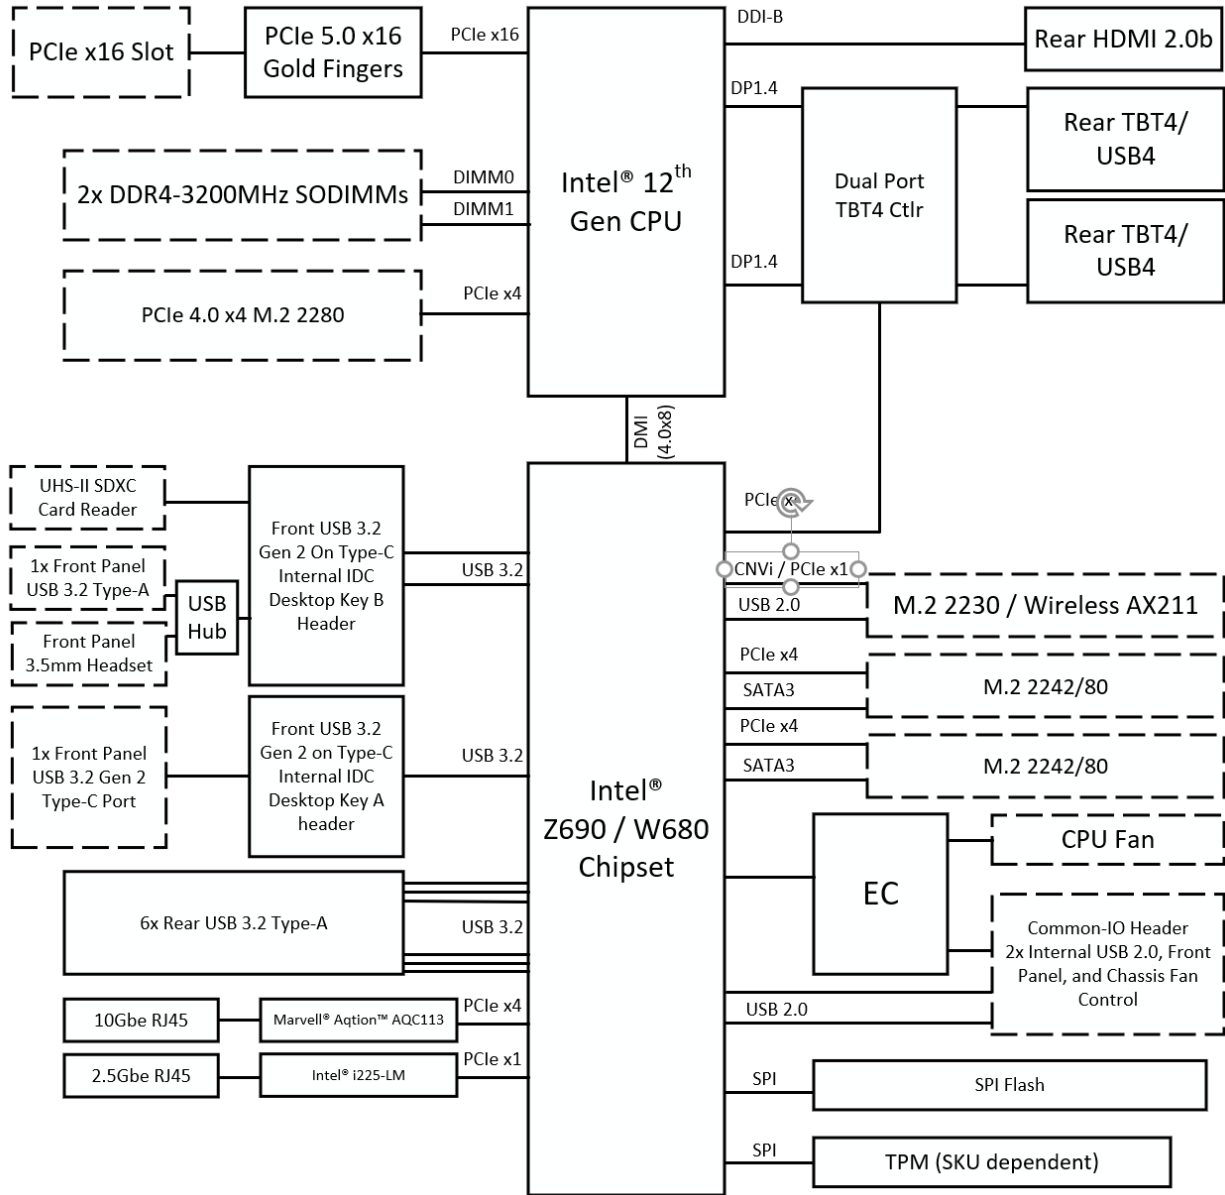 PCIe x16 Slot
PCIe 5.0 x16
Gold Fingers
PCIe x16
DDI-B
Rear HDMI 2.0b
DP1.4
Rear TBT4/
USB4
2x DDR4-3200MHz SODIMMs
DIMM0
DIMM1
Intel® 12th
Gen CPU
Dual Port
TBT4 Ctlr
Rear TBT4/
USB4
DP1.4
PCIe 4.0 x4 M.2 2280
PCIe x4
DMI
(4.0x8)
UHS-II SDXC
Card Reader
Front USB 3.2
Gen 2 On Type-C
Internal IDC
Desktop Key B
Header
USB 3.2
1x Front Panel
USB 3.2 Type-A
USB
Hub
Front Panel
3.5mm Headset
PCIe
CNVi / PCIe x1
USB 2.0
M.2 2230 / Wireless AX211
PCIe x4
SATA3
M.2 2242/80
PCIe x4
SATA3
M.2 2242/80
1x Front Panel
USB 3.2 Gen 2
Type-C Port
Front USB 3.2
Gen 2 on Type-C
Internal IDC
Desktop Key A
header
USB 3.2
Intel®
Z690 / W680
Chipset
EC
CPU Fan
Common-IO Header
2x Internal USB 2.0, Front
Panel, and Chassis Fan
Control
USB 2.0
6x Rear USB 3.2 Type-A
USB 3.2
10Gbe RJ45
Marvell® Aqtion™ AQC113
PCIe x4
2.5Gbe RJ45
Intel® i225-LM
PCIe x1
SPI
SPI Flash
SPI
TPM (SKU dependent)